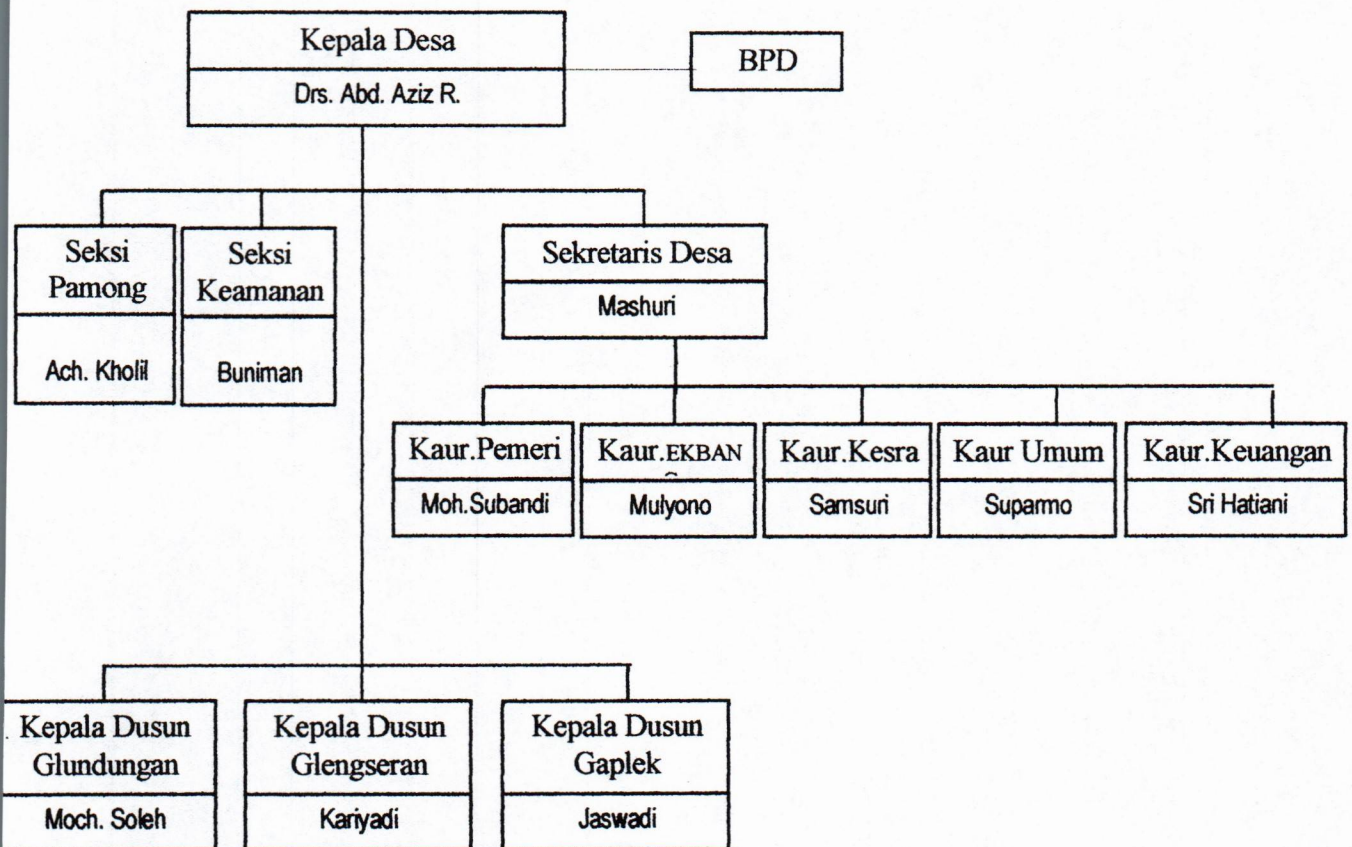 Kepala Desa
Drs. Abd. Aziz R.
BPD
Seksi
Pamong
Ach. Kholil
Seksi
Keamanan
Buniman
Sekretaris Desa
Mashuri
Kaur.Pemeri
Moh.Subandi
Kaur.EKBAN
Mulyono
Kaur.Kesra
Samsuri
Kaur Umum
Suparmo
Kaur.Keuangan
Sri Hatiani
Kepala Dusun
Glundungan
Moch. Soleh
Kepala Dusun
Glengseran
Kariyadi
Kepala Dusun
Gaplek
Jaswadi